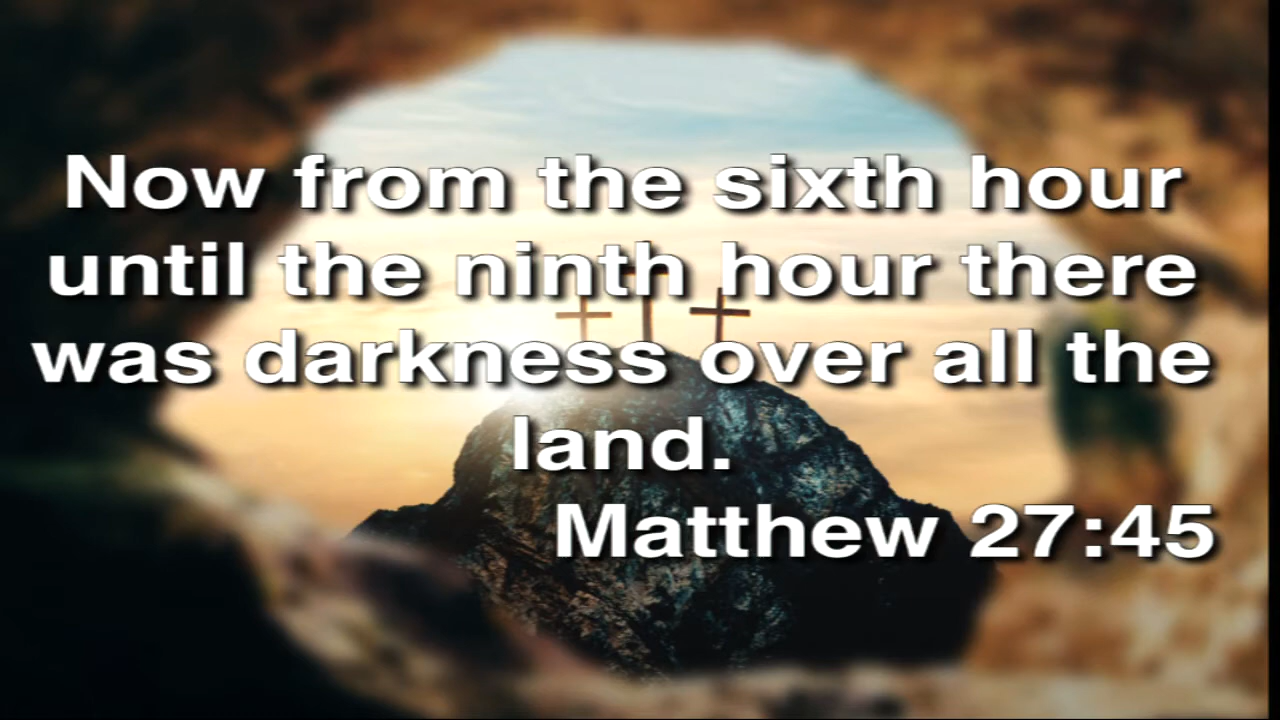 Now from the sixth hour
until the ninth hour there
was darkness over all the
land.
Matthew 27:45